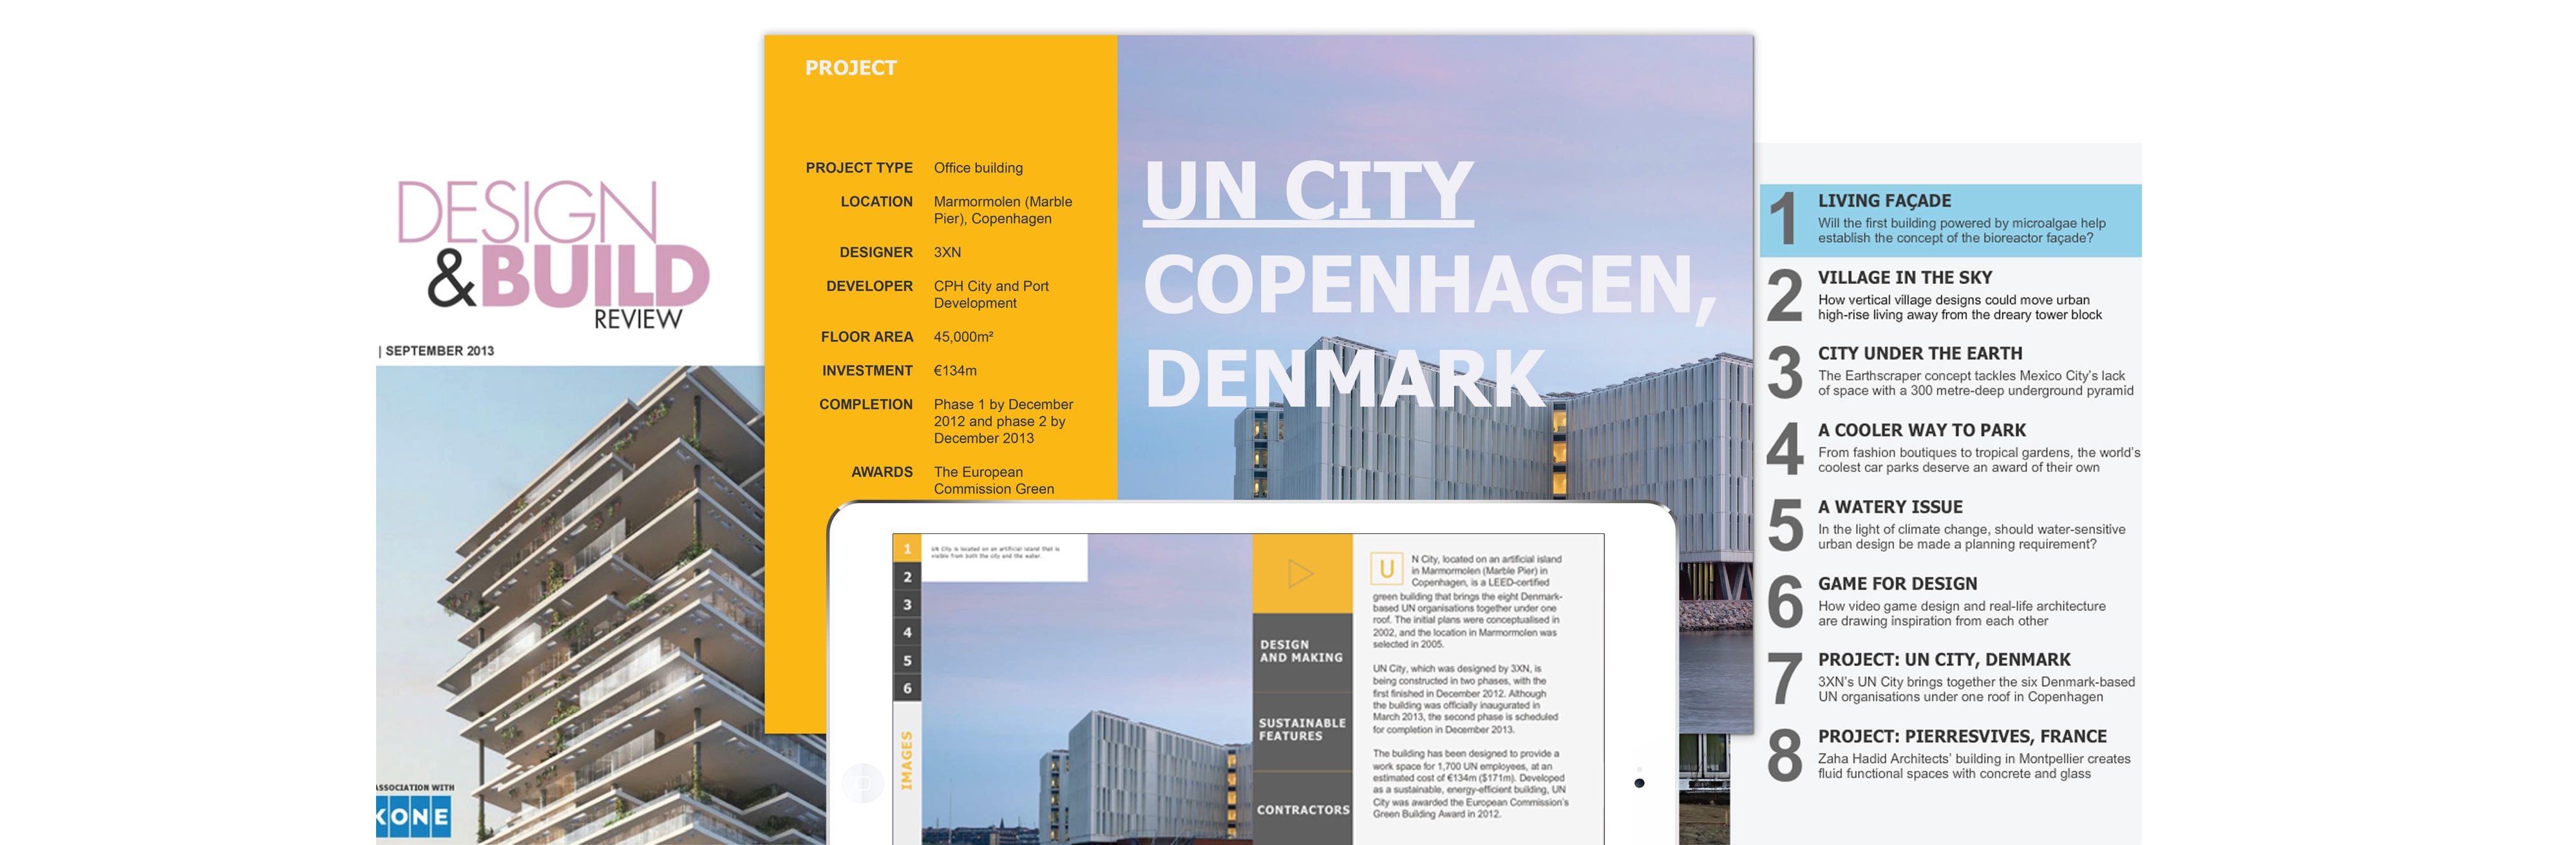 DESIGN
&BUILD
REVIEW
| SEPTEMBER 2013
ASSOCIATION WITH
KONE
PROJECT
PROJECT TYPE Office building
LOCATION Marmormolen (Marble
Pier), Copenhagen
DESIGNER 3XN
DEVELOPER CPH City and Port
Development
FLOOR AREA 45,000m²
INVESTMENT €134m
COMPLETION Phase 1 by December
2012 and phase 2 by
December 2013
AWARDS The European
Commission Green
UN CITY
COPENHAGEN,
DENMARK
1
2
3
4
5
6
IMAGES
UN City is located on an artificial island that is
visible from both the city and the water.
DESIGN
AND MAKING
SUSTAINABLE
FEATURES
CONTRACTORS
UN City, located on an artificial island
in Marmormolen (Marble Pier) in
Copenhagen, is a LEED-certified
green building that brings the eight Denmark-
based UN organisations together under one
roof. The initial plans were conceptualised in
2002, and the location in Marmormolen was
selected in 2005.
UN City, which was designed by 3XN, is
being constructed in two phases, with the
first finished in December 2012. Although
the building was officially inaugurated in
March 2013, the second phase is scheduled
for completion in December 2013.
The building has been designed to provide a
work space for 1,700 UN employees, at an
estimated cost of €134m ($171m). Developed
as a sustainable, energy-efficient building, UN
City was awarded the European Commission's
Green Building Award in 2012.
1 LIVING FAÇADE
Will the first building powered by microalgae help
establish the concept of the bioreactor façade?
2 VILLAGE IN THE SKY
How vertical village designs could move urban
high-rise living away from the dreary tower block
3 CITY UNDER THE EARTH
The Earthscraper concept tackles Mexico City's lack
of space with a 300 metre-deep underground pyramid
4 A COOLER WAY TO PARK
From fashion boutiques to tropical gardens, the world's
coolest car parks deserve an award of their own
5 A WATERY ISSUE
In the light of climate change, should water-sensitive
urban design be made a planning requirement?
6 GAME FOR DESIGN
How video game design and real-life architecture
are drawing inspiration from each other
7 PROJECT: UN CITY, DENMARK
3XN's UN City brings together the six Denmark-based
UN organisations under one roof in Copenhagen
8 PROJECT: PIERRESVIVES, FRANCE
Zaha Hadid Architects' building in Montpellier creates
fluid functional spaces with concrete and glass